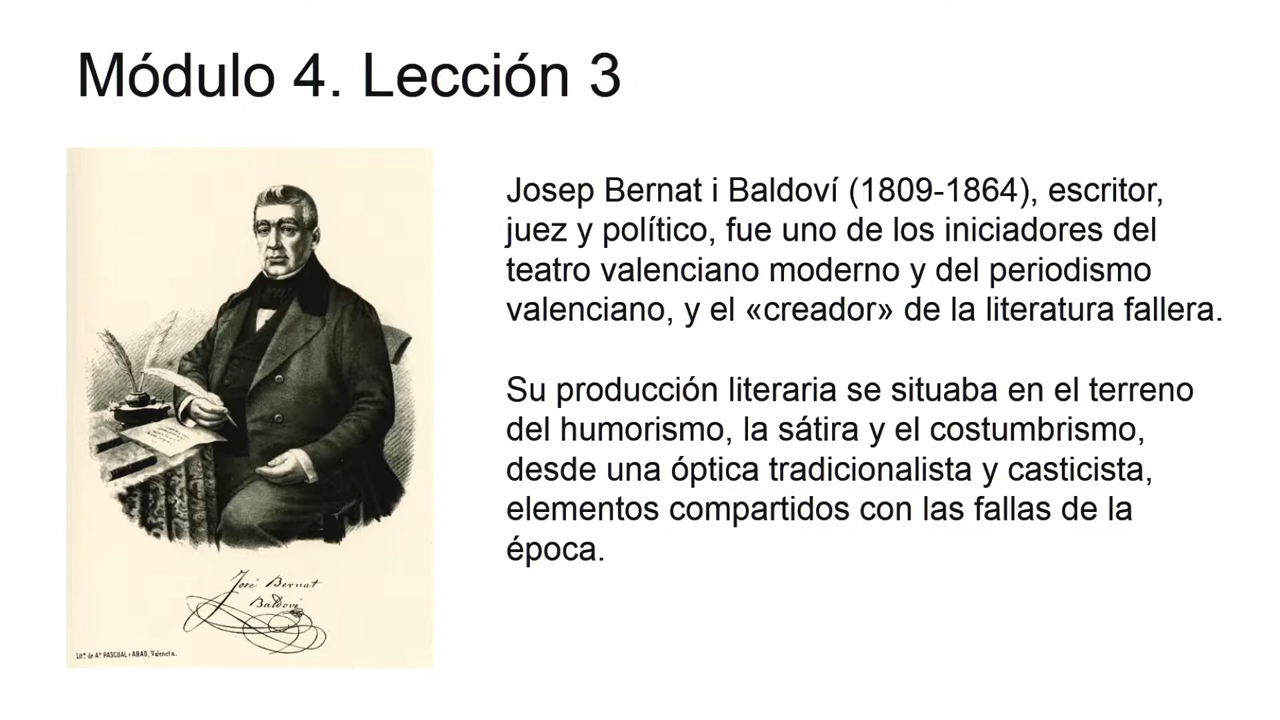 Módulo 4. Lección 3
Josep Bernat i Baldoví (1809-1864), escritor,
juez y político, fue uno de los iniciadores del
teatro valenciano moderno y del periodismo
valenciano, y el «creador» de la literatura fallera.
Su producción literaria se situaba en el terreno
del humorismo, la sátira y el costumbrismo,
desde una óptica tradicionalista y casticista,
elementos compartidos con las fallas de la
época.
José Bernat
Baldoví
Lit.ª de A.º PASCUAL Y ABAD, Valencia.